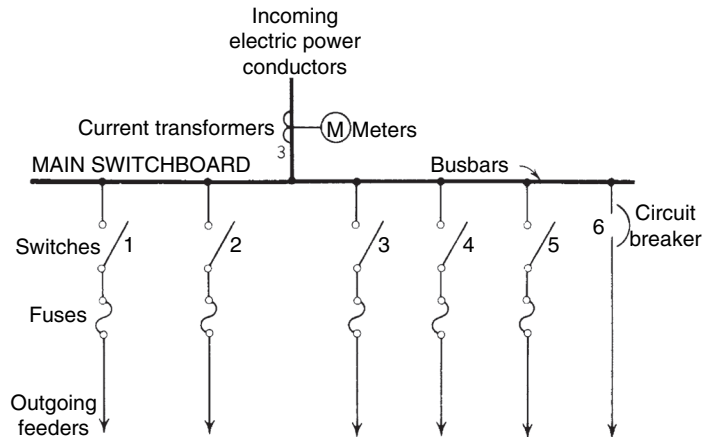 Incoming
electric power
conductors
Current transformers
M
Meters
3
MAIN SWITCHBOARD
Busbars
Switches
1
2
3
4
5
6
Circuit
breaker
Fuses
Outgoing
feeders